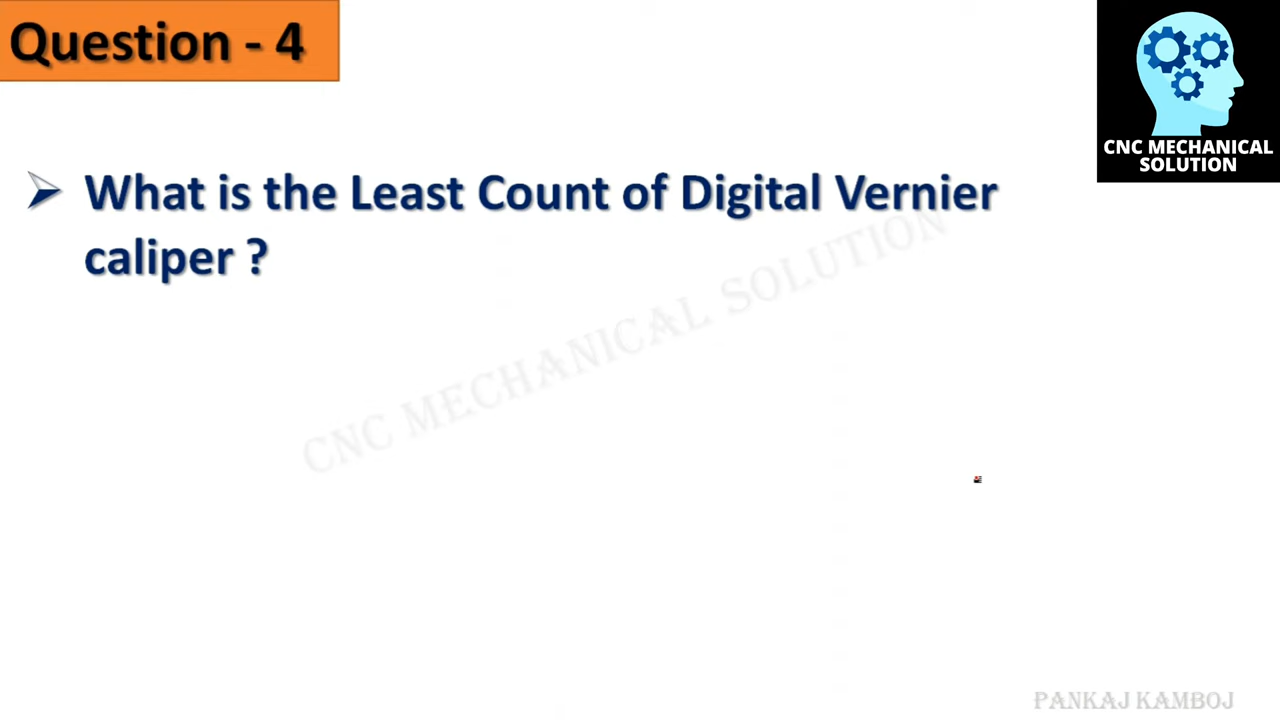 Question - 4
CNC MECHANICAL
SOLUTION
What is the Least Count of Digital Vernier
caliper ?
CNC MECHANICAL SOLUTION
PANKAJ KAMBOJ